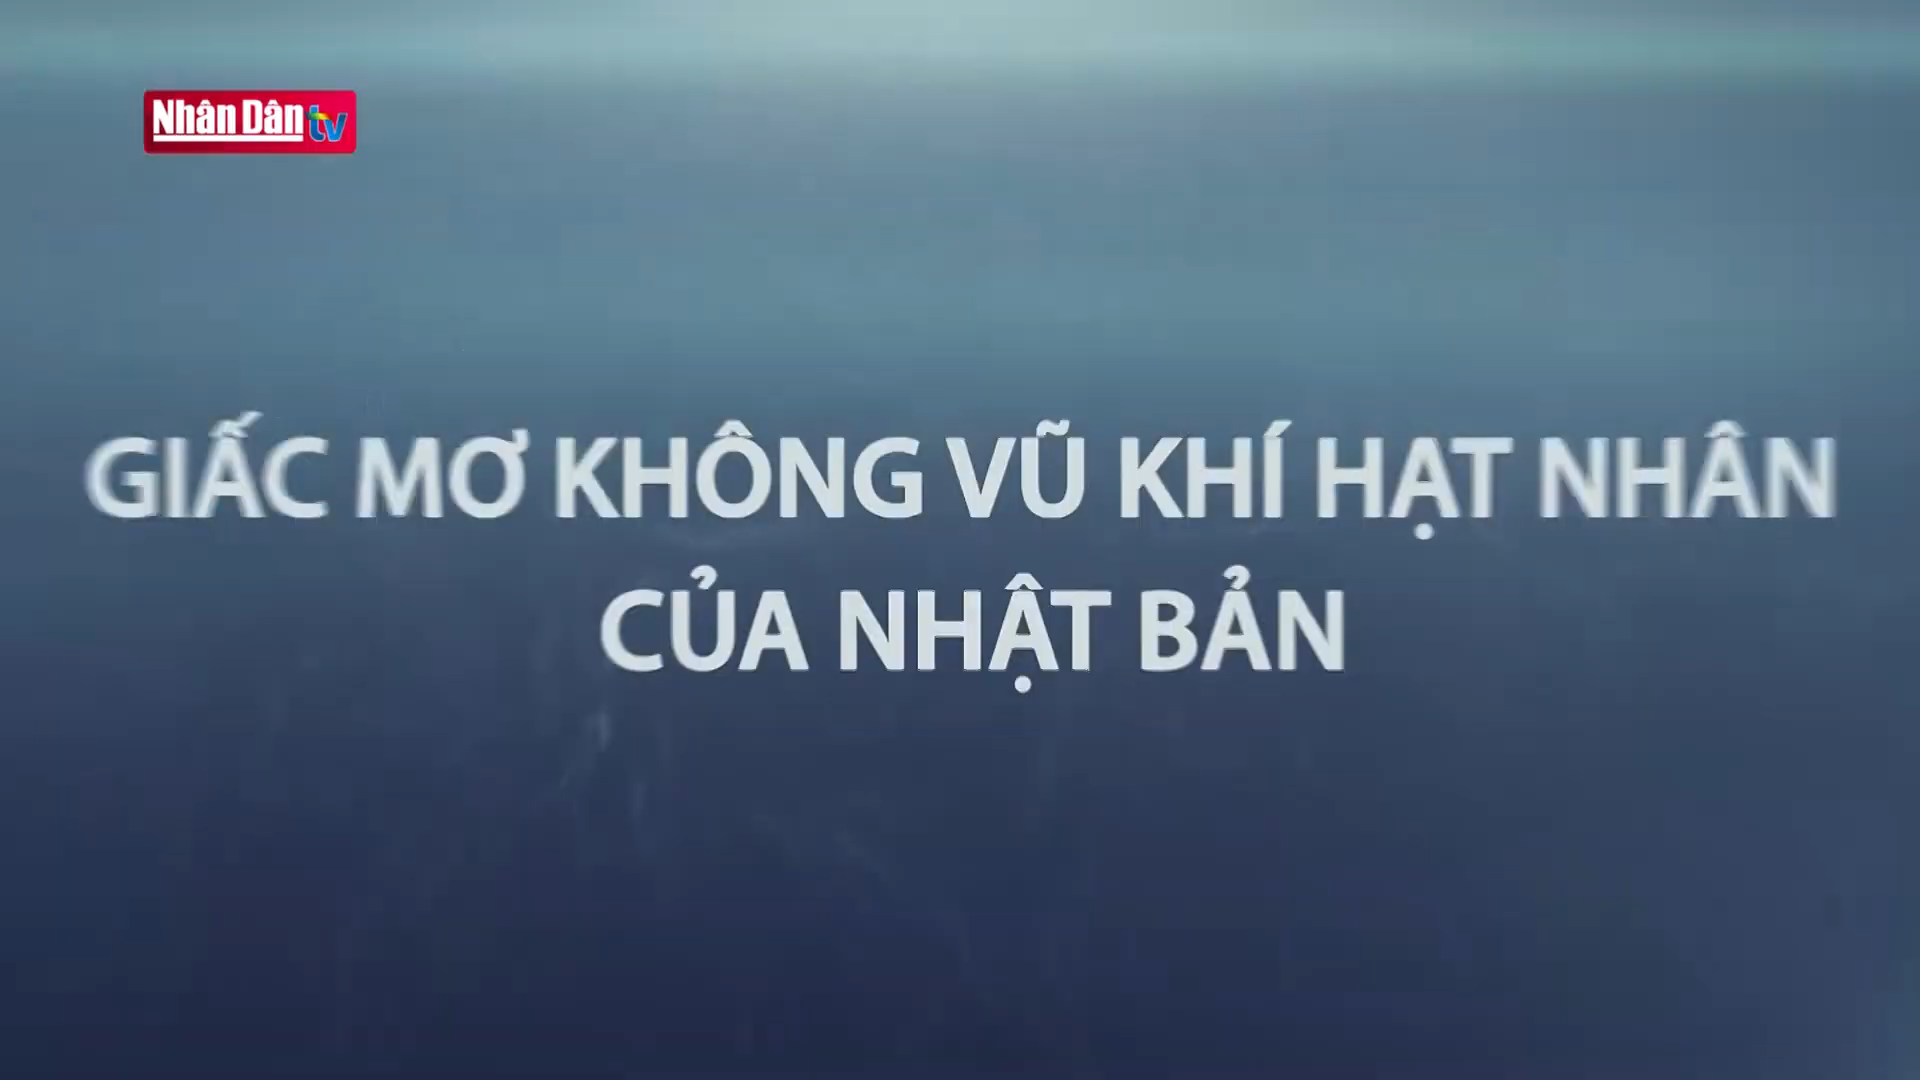 Nhân Dân tv
GIẤC MƠ KHÔNG VŨ KHÍ HẠT NHÂN
CỦA NHẬT BẢN